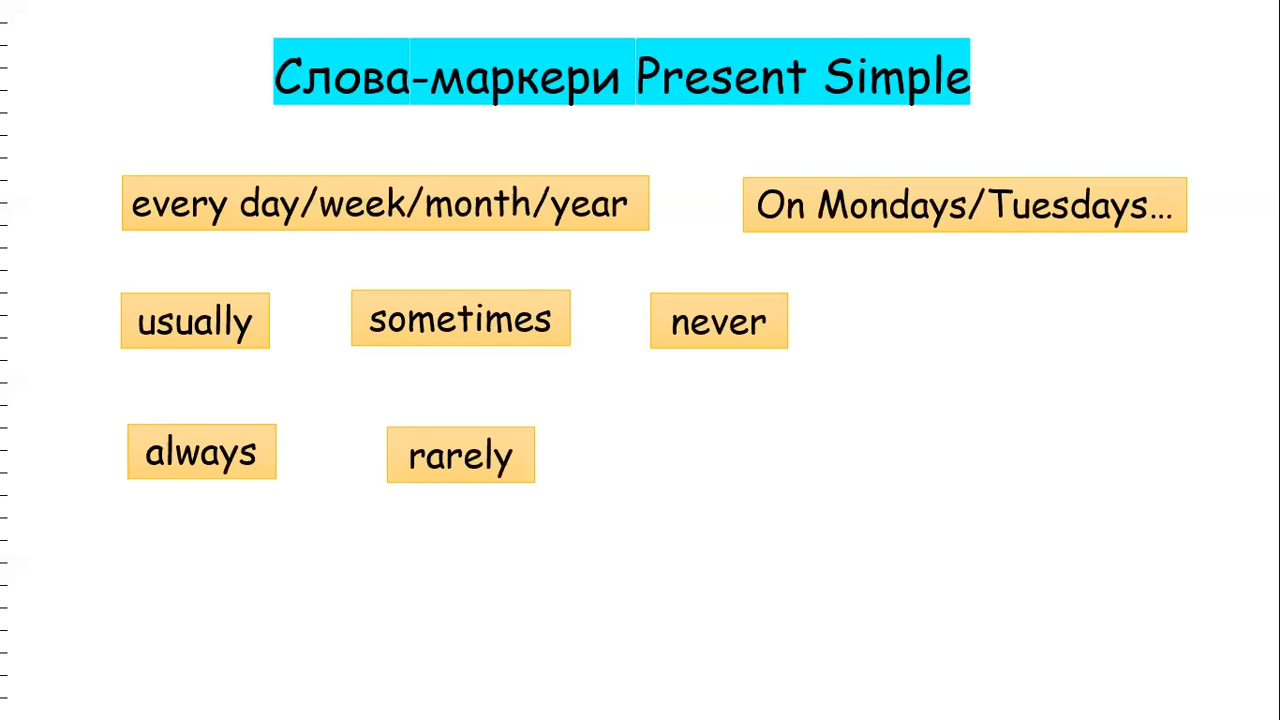 Слова-маркери Present Simple
every day/week/month/year
On Mondays/Tuesdays...
usually
sometimes
never
always
rarely